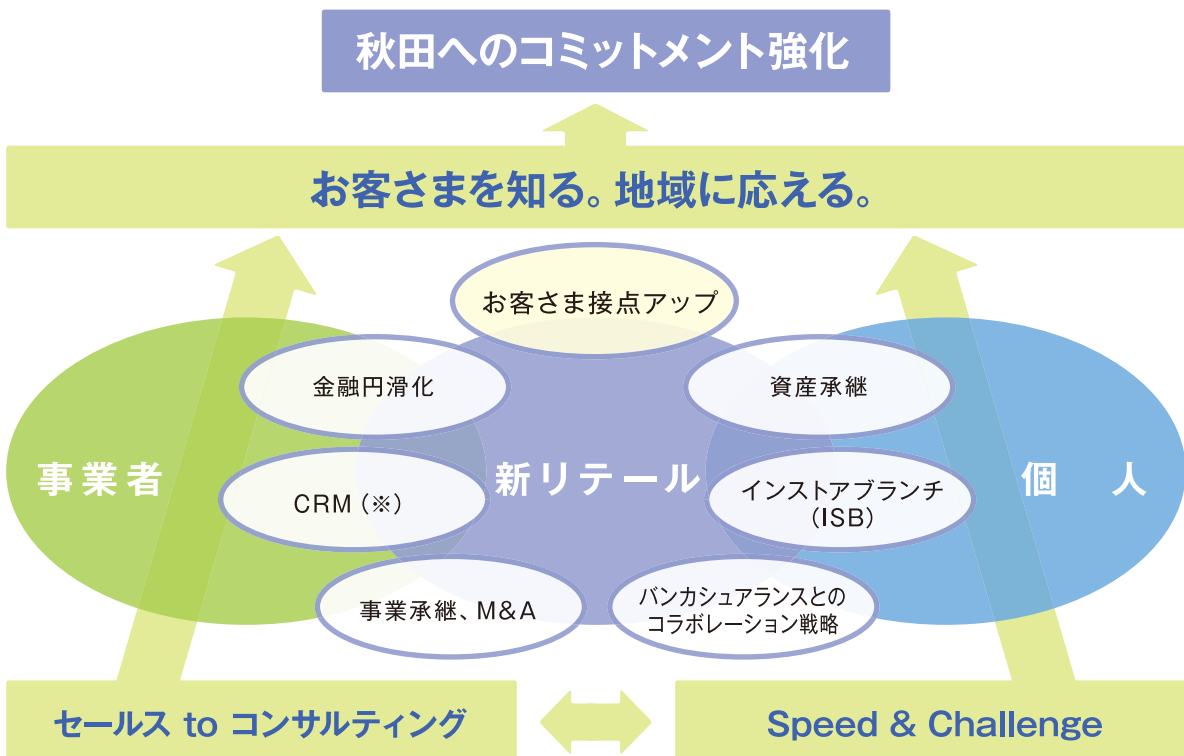 秋田へのコミットメント強化
お客さまを知る。地域に応える。
お客さま接点アップ
金融円滑化
資産承継
事業者
新リテール
個人
CRM（※）
インストアブランチ
（ISB）
事業承継、M&A
バンカシュアランスとの
コラボレーション戦略
セールス to コンサルティング
Speed & Challenge